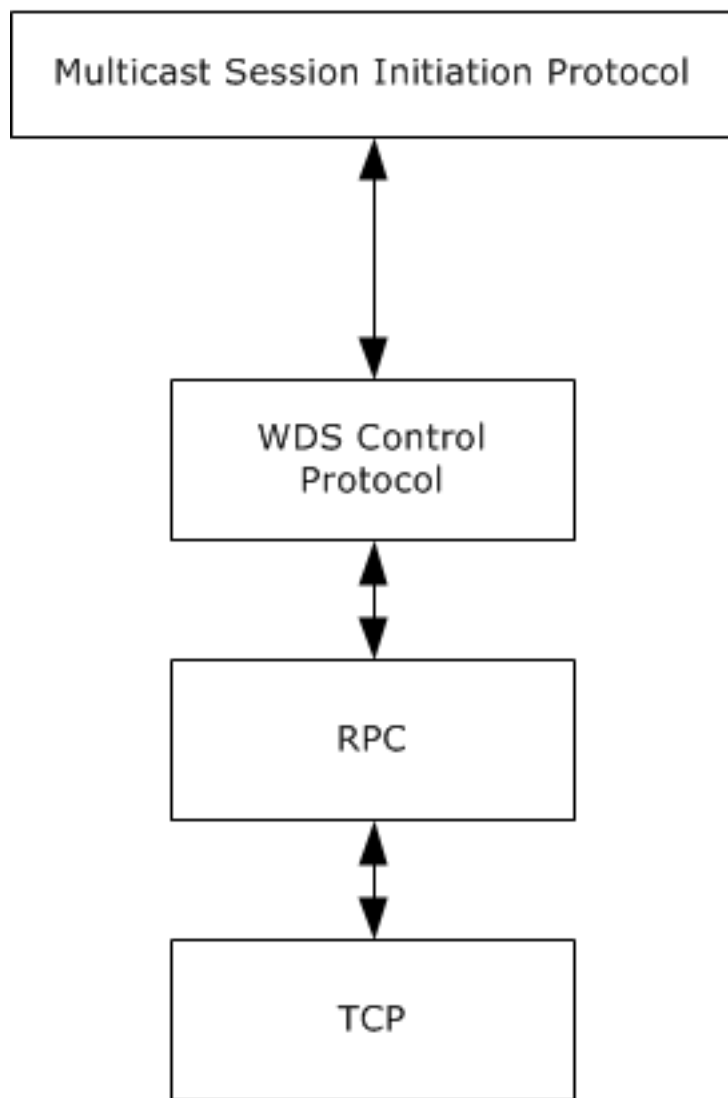 Multicast Session Initiation Protocol
WDS Control
Protocol
RPC
TCP